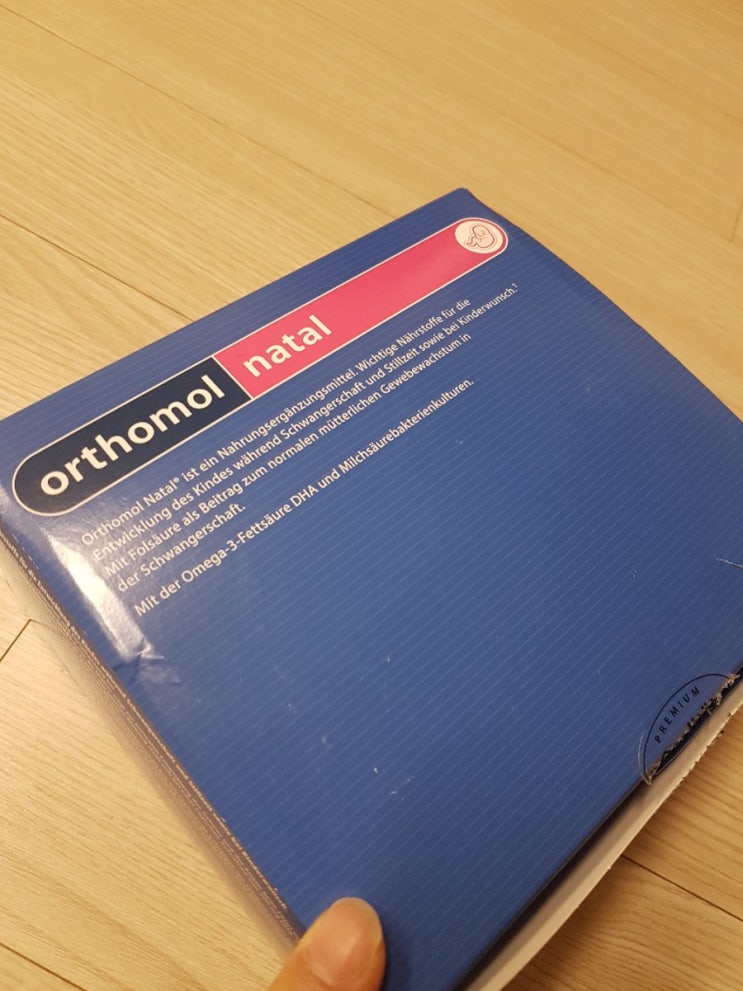 orthomol natal
Orthomol Natal® ist ein Nahrungsergänzungsmittel. Wichtige Nährstoffe für die
Entwicklung des Kindes während Schwangerschaft und Stillzeit sowie bei Kinderwunsch.¹
Mit Folsäure als Beitrag zum normalen mütterlichen Gewebewachstum in
der Schwangerschaft.
Mit der Omega-3-Fettsäure DHA und Milchsäurebakterienkulturen.
PREMIUM